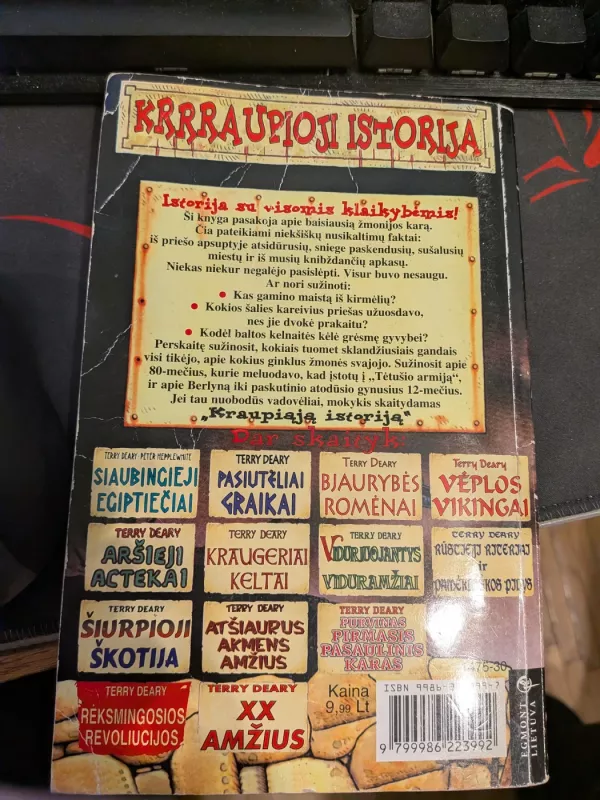 KRRRAUPIOJI ISTORIJA
Istorija su visomis klaikybėmis!
Ši knyga pasakoja apie baisiausią žmonijos karą.
Čia pateikiami niekšiškų nusikaltimų faktai:
iš priešo apsuptyje atsidūrusių, sniege paskendusių, sušalusių
miestų ir iš musių knibždančių apkasų.
Niekas niekur negalėjo pasislėpti. Visur buvo nesaugu.
Ar nori sužinoti:
• Kas gamino maistą iš kirmėlių?
• Kokios šalies kareivius priešas užuosdavo,
nes jie dvokė prakaitu?
• Kodėl baltos kelnaitės kėlė grėsmę gyvybei?
Perskaitę sužinosit, kokiais tuomet sklandžiusiais gandais
visi tikėjo, apie kokius ginklus žmonės svajojo. Sužinosit apie
80-mečius, kurie meluodavo, kad įstotų į „Tėtušio armiją“,
ir apie Berlyną iki paskutinio atodūsio gynusius 12-mečius.
Jei tau nuobodūs vadovėliai, mokykis skaitydamas
„Kraupiąją istoriją“
Dar skaityk:
TERRY DEARY PETER HEPPLEWHITE
SIAUBINGIEJI
EGIPTIEČIAI
TERRY DEARY
PASIUTĖLIAI
GRAIKAI
TERRY DEARY
BJAURYBĖS
ROMĖNAI
TERRY DEARY
VĖPLOS
VIKINGAI
TERRY DEARY
ARŠIEJI
ACTEKAI
TERRY DEARY
KRAUGERIAI
KELTAI
TERRY DEARY
VIDURIUOJANTYS
VIDURAMŽIAI
TERRY DEARY
RŪSTIEJI RITERIAI
ir
PILYS
TERRY DEARY
ŠIURPIOJI
ŠKOTIJA
TERRY DEARY
ATŠIAURUS
AKMENS
AMŽIUS
TERRY DEARY
PURVINAS
PIRMASIS
PASAULINIS
KARAS
TERRY DEARY
RĖKSMINGOSIOS
REVOLIUCIJOS
TERRY DEARY
XX
AMŽIUS
Kaina
9,99 Lt
ISBN 9986
9 799986 223992
EGMONT
LIETUVA